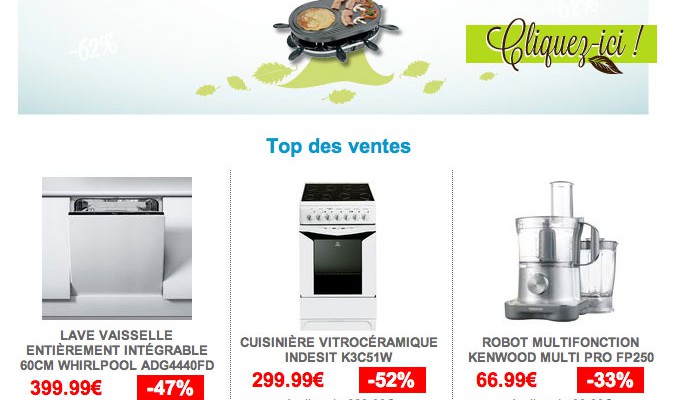 -62%
Cliquez-ici !
Top des ventes
LAVE VAISSELLE
ENTIÈREMENT INTÉGRABLE
60CM WHIRLPOOL ADG4440FD
399.99€ -47%
CUISINIÈRE VITROCÉRAMIQUE
INDESIT K3C51W
299.99€ -52%
ROBOT MULTIFONCTION
KENWOOD MULTI PRO FP250
66.99€ -33%